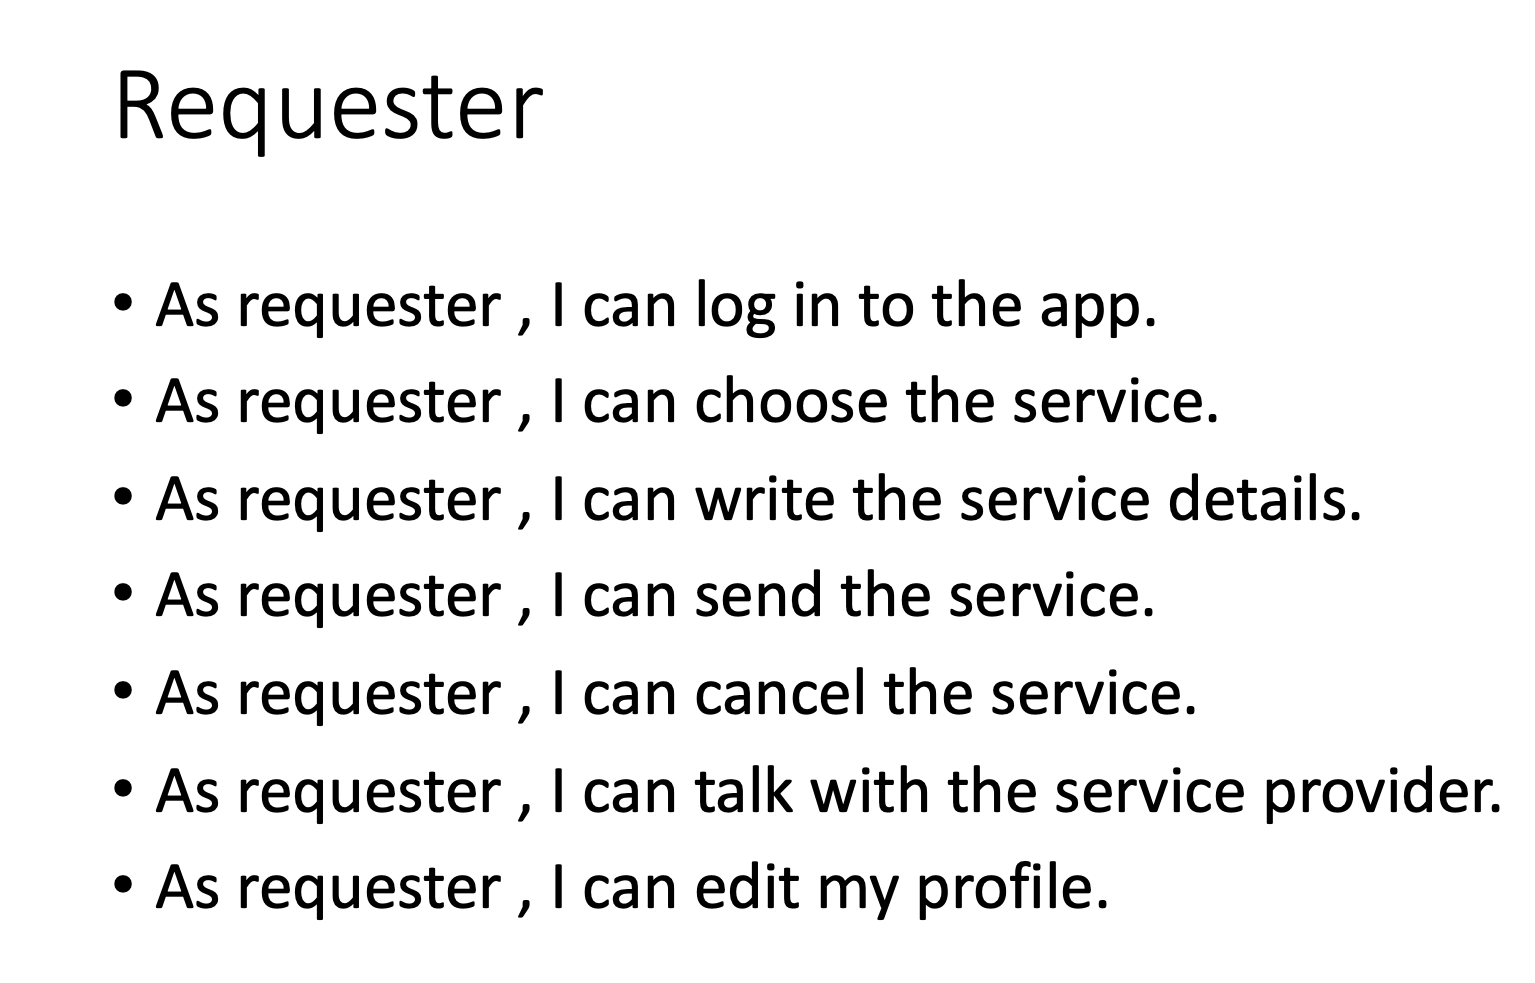 Requester
• As requester , I can log in to the app.
• As requester , I can choose the service.
• As requester , I can write the service details.
• As requester , I can send the service.
• As requester , I can cancel the service.
• As requester , I can talk with the service provider.
• As requester , I can edit my profile.